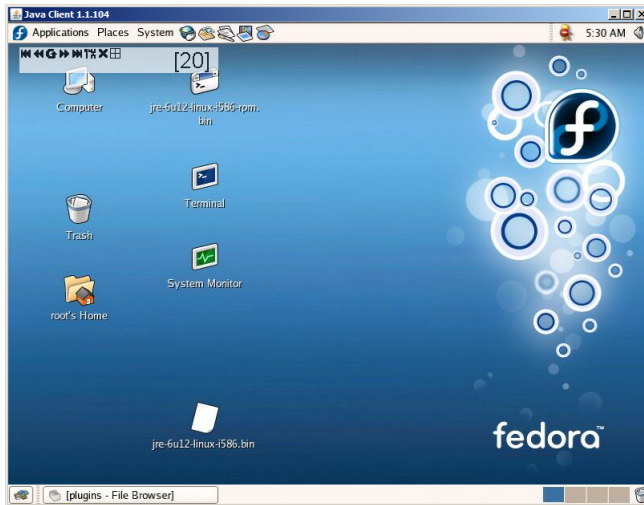 Java Client 1.1.104
Applications Places System
5:30 AM
[20]
Computer
jre-6u12-linux-i586-rpm.
bin
Terminal
Trash
System Monitor
root's Home
jre-6u12-linux-i586.bin
fedora™
[plugins - File Browser]